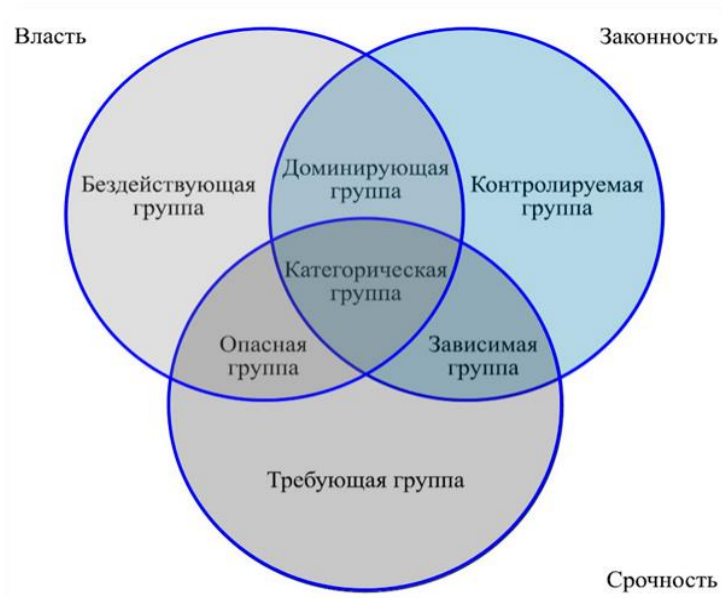 Власть
Законность
Бездействующая
группа
Доминирующая
группа
Контролируемая
группа
Категорическая
группа
Опасная
группа
Зависимая
группа
Требующая группа
Срочность